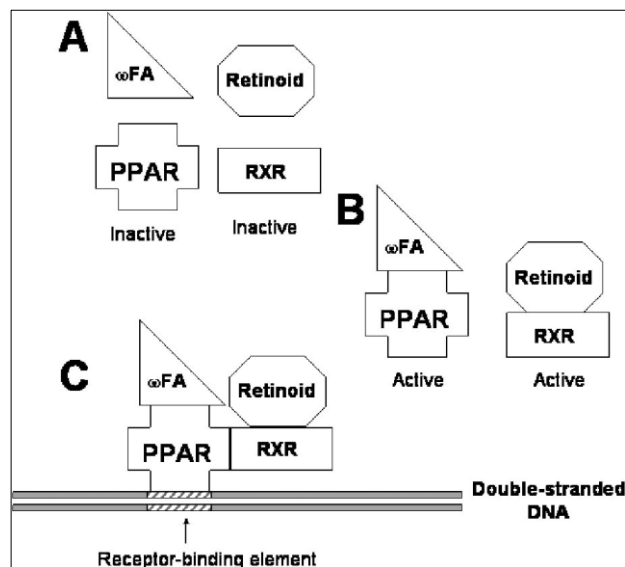 A
ωFA
Retinoid
PPAR
RXR
Inactive
Inactive
B
ωFA
Retinoid
PPAR
RXR
Active
Active
C
ωFA
Retinoid
PPAR
RXR
Double-stranded
DNA
Receptor-binding element